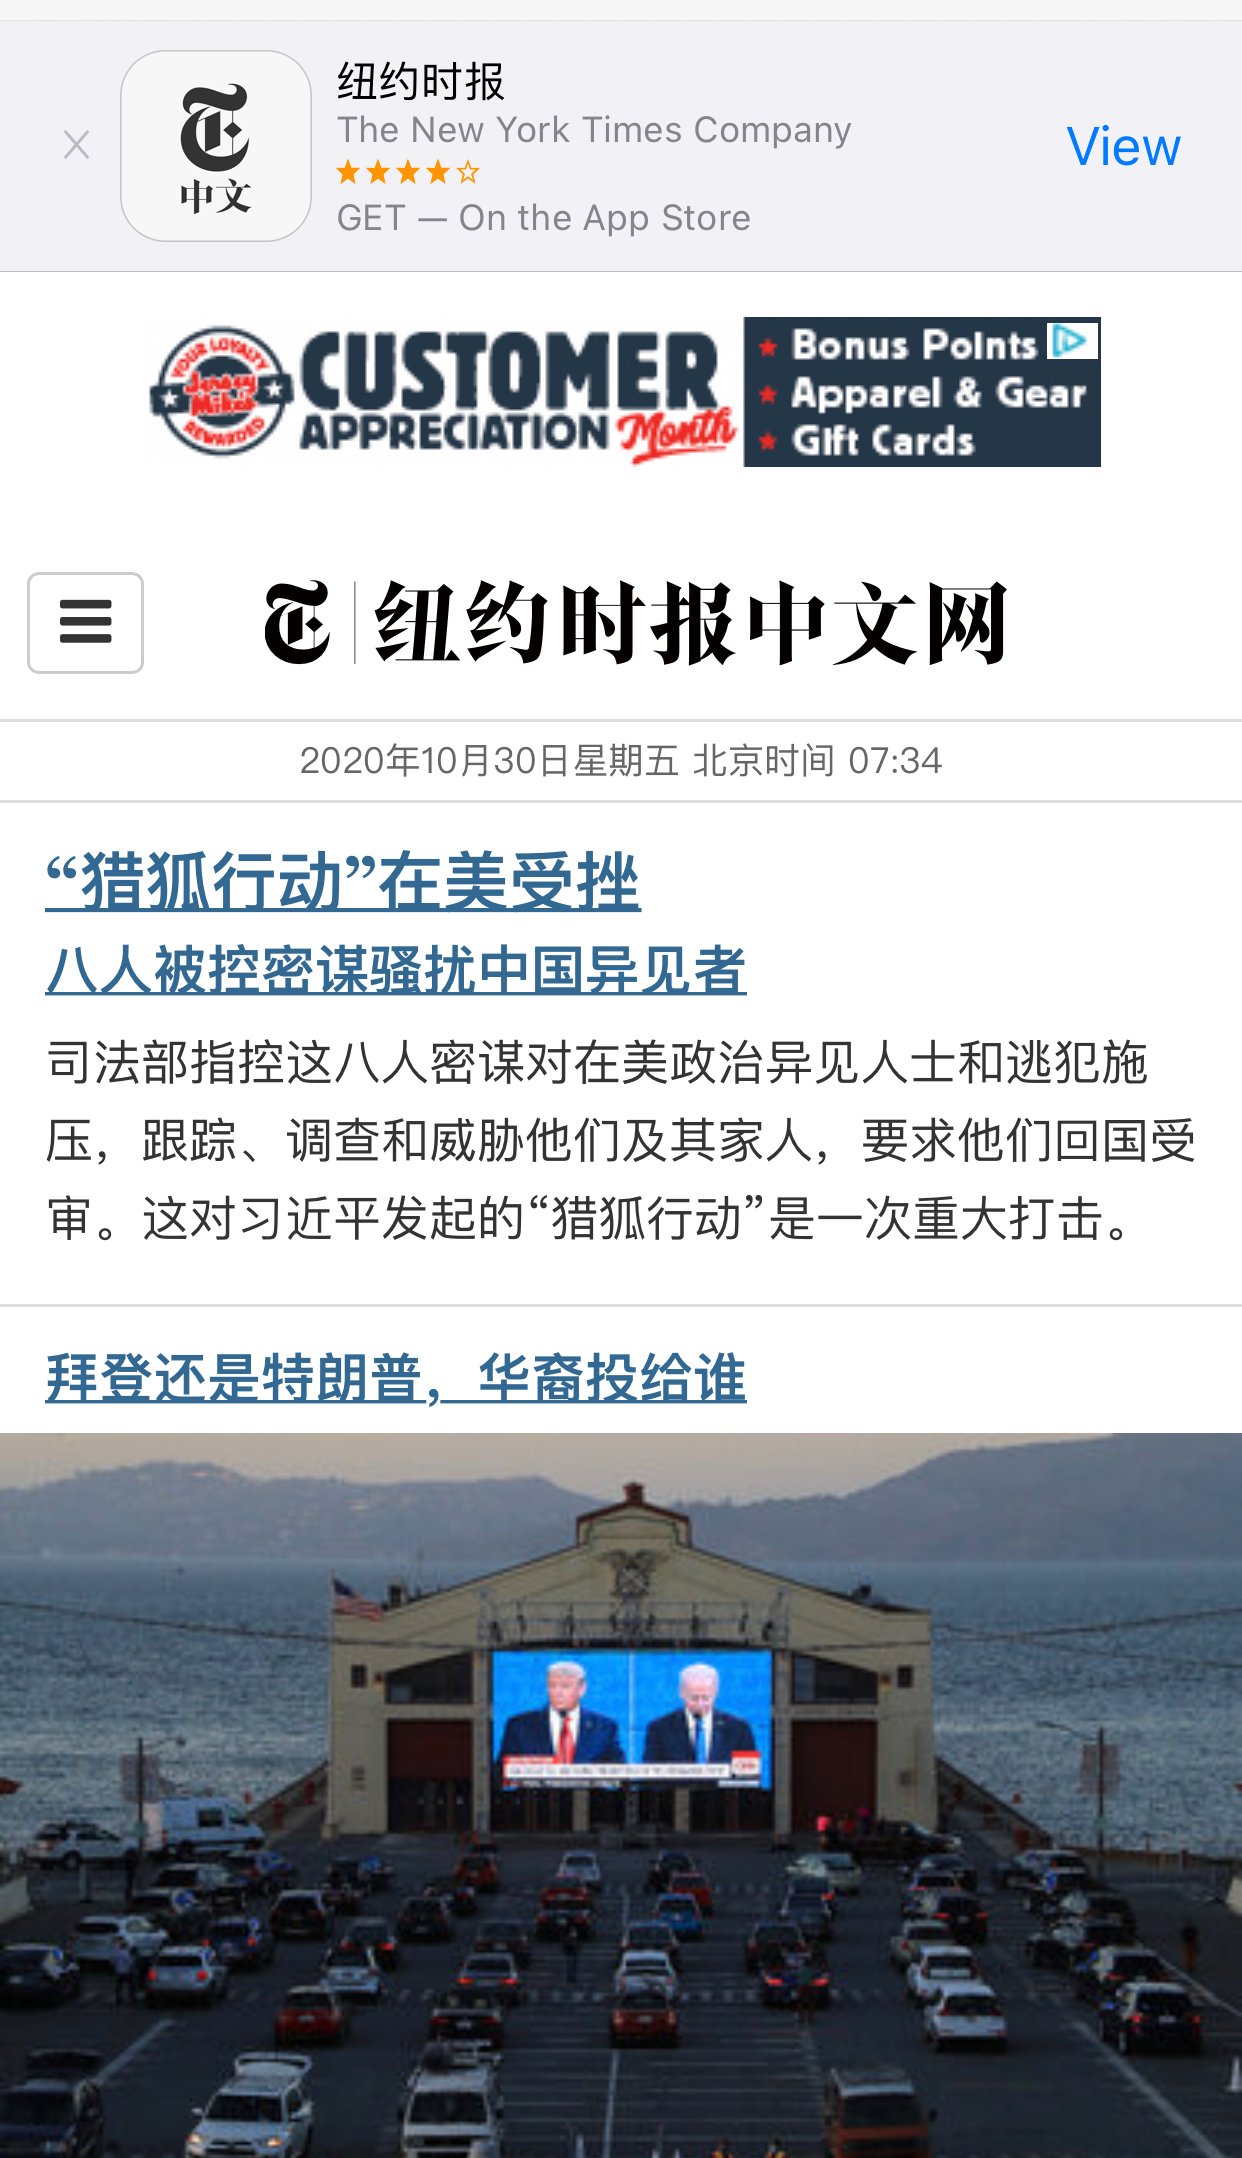 纽约时报
The New York Times Company
GET — On the App Store
View
中文
YOUR LOYALTY
Jersey Mike's
REWARDED
CUSTOMER
APPRECIATION Month
Bonus Points
Apparel & Gear
Gift Cards
纽约时报中文网
2020年10月30日星期五 北京时间 07:34
“猎狐行动”在美受挫
八人被控密谋骚扰中国异见者
司法部指控这八人密谋对在美政治异见人士和逃犯施
压，跟踪、调查和威胁他们及其家人，要求他们回国受
审。这对习近平发起的“猎狐行动”是一次重大打击。
拜登还是特朗普，华裔投给谁
CNN